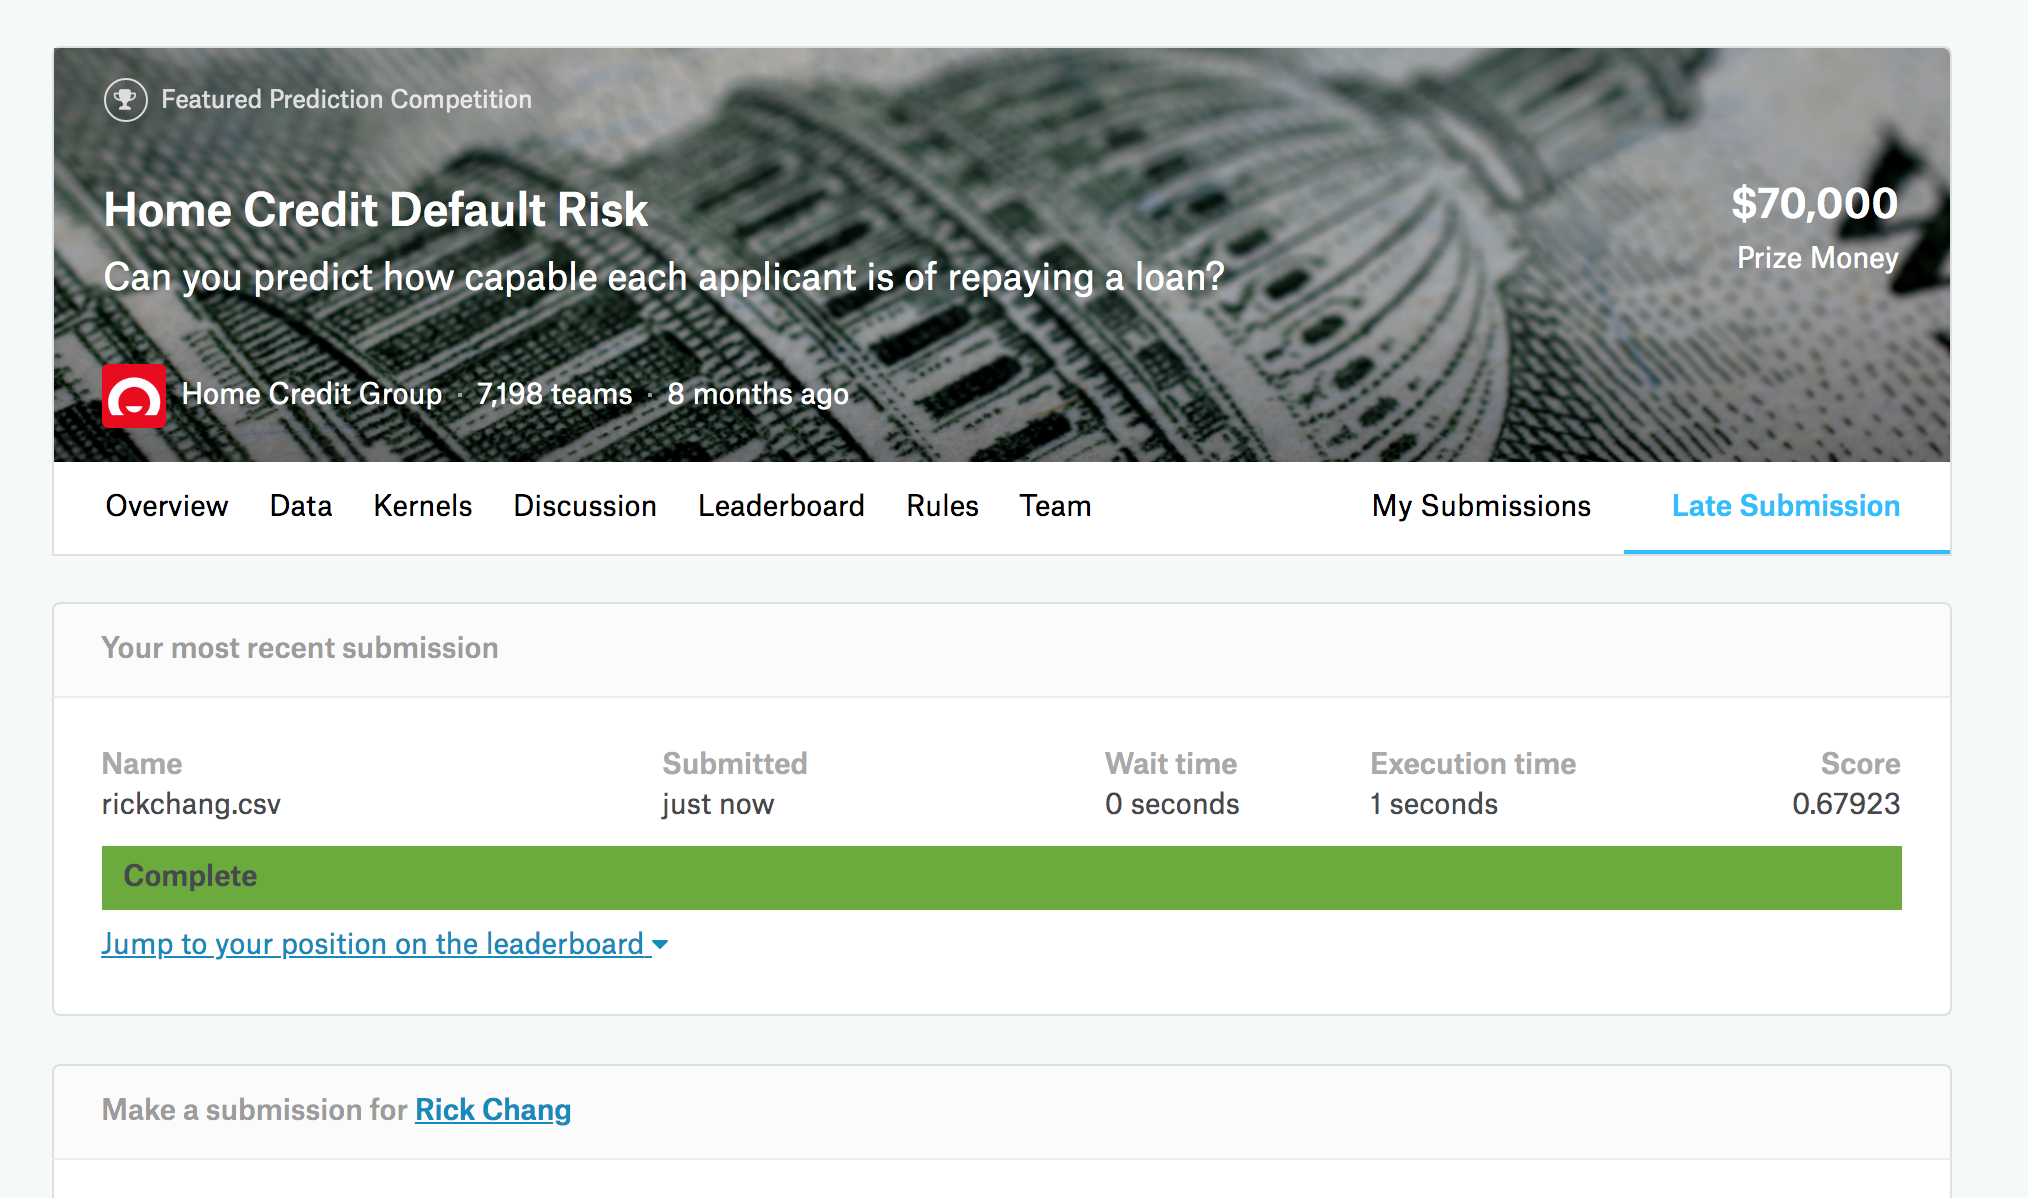 Featured Prediction Competition
Home Credit Default Risk
Can you predict how capable each applicant is of repaying a loan?
$70,000
Prize Money
Home Credit Group · 7,198 teams · 8 months ago
Overview Data Kernels Discussion Leaderboard Rules Team My Submissions Late Submission
Your most recent submission
Name Submitted Wait time Execution time Score
rickchang.csv just now 0 seconds 1 seconds 0.67923
Complete
Jump to your position on the leaderboard
Make a submission for Rick Chang